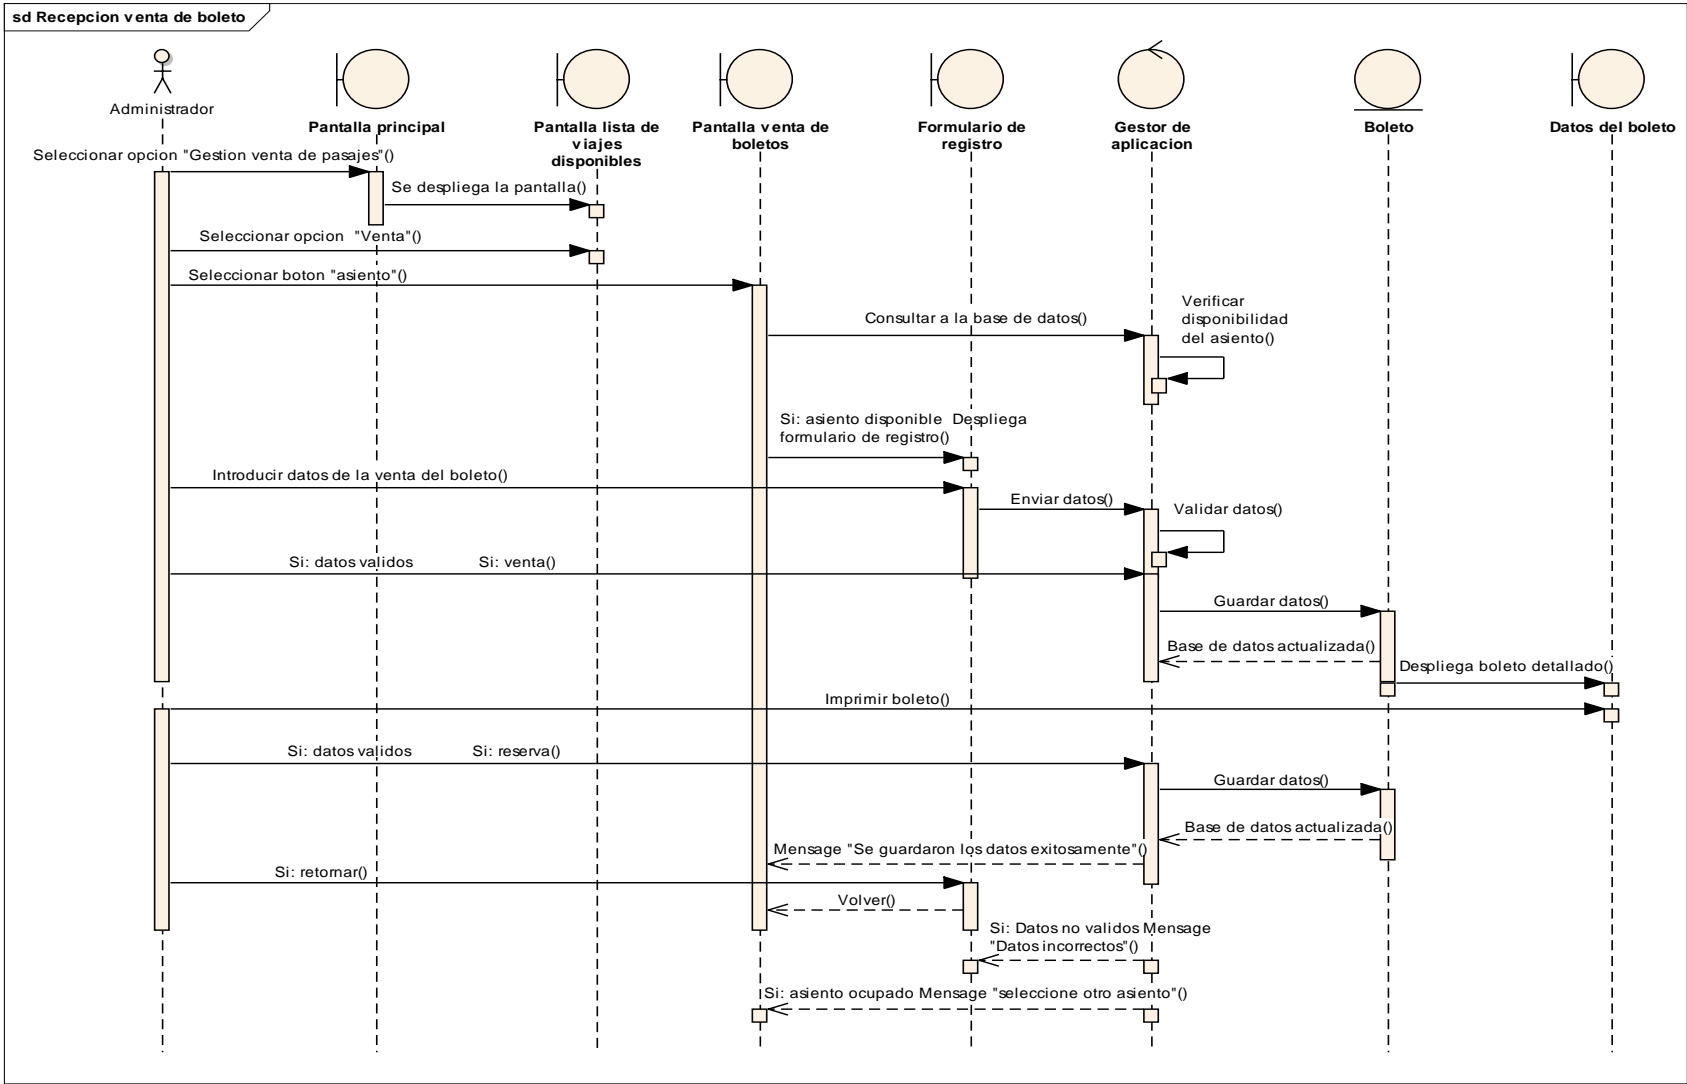 sd Recepcion venta de boleto
Administrador
Pantalla principal
Pantalla lista de
viajes
disponibles
Pantalla venta de
boletos
Formulario de
registro
Gestor de
aplicacion
Boleto
Datos del boleto
Seleccionar opcion "Gestion venta de pasajes"()
Se despliega la pantalla()
Seleccionar opcion "Venta"()
Seleccionar boton "asiento"()
Consultar a la base de datos()
Verificar
disponibilidad
del asiento()
Si: asiento disponible Despliega
formulario de registro()
Introducir datos de la venta del boleto()
Enviar datos()
Validar datos()
Si: datos validos Si: venta()
Guardar datos()
Base de datos actualizada()
Despliega boleto detallado()
Imprimir boleto()
Si: datos validos Si: reserva()
Guardar datos()
Base de datos actualizada()
Mensage "Se guardaron los datos exitosamente"()
Si: retornar()
Volver()
Si: Datos no validos Mensage
"Datos incorrectos"()
Si: asiento ocupado Mensage "seleccione otro asiento"()